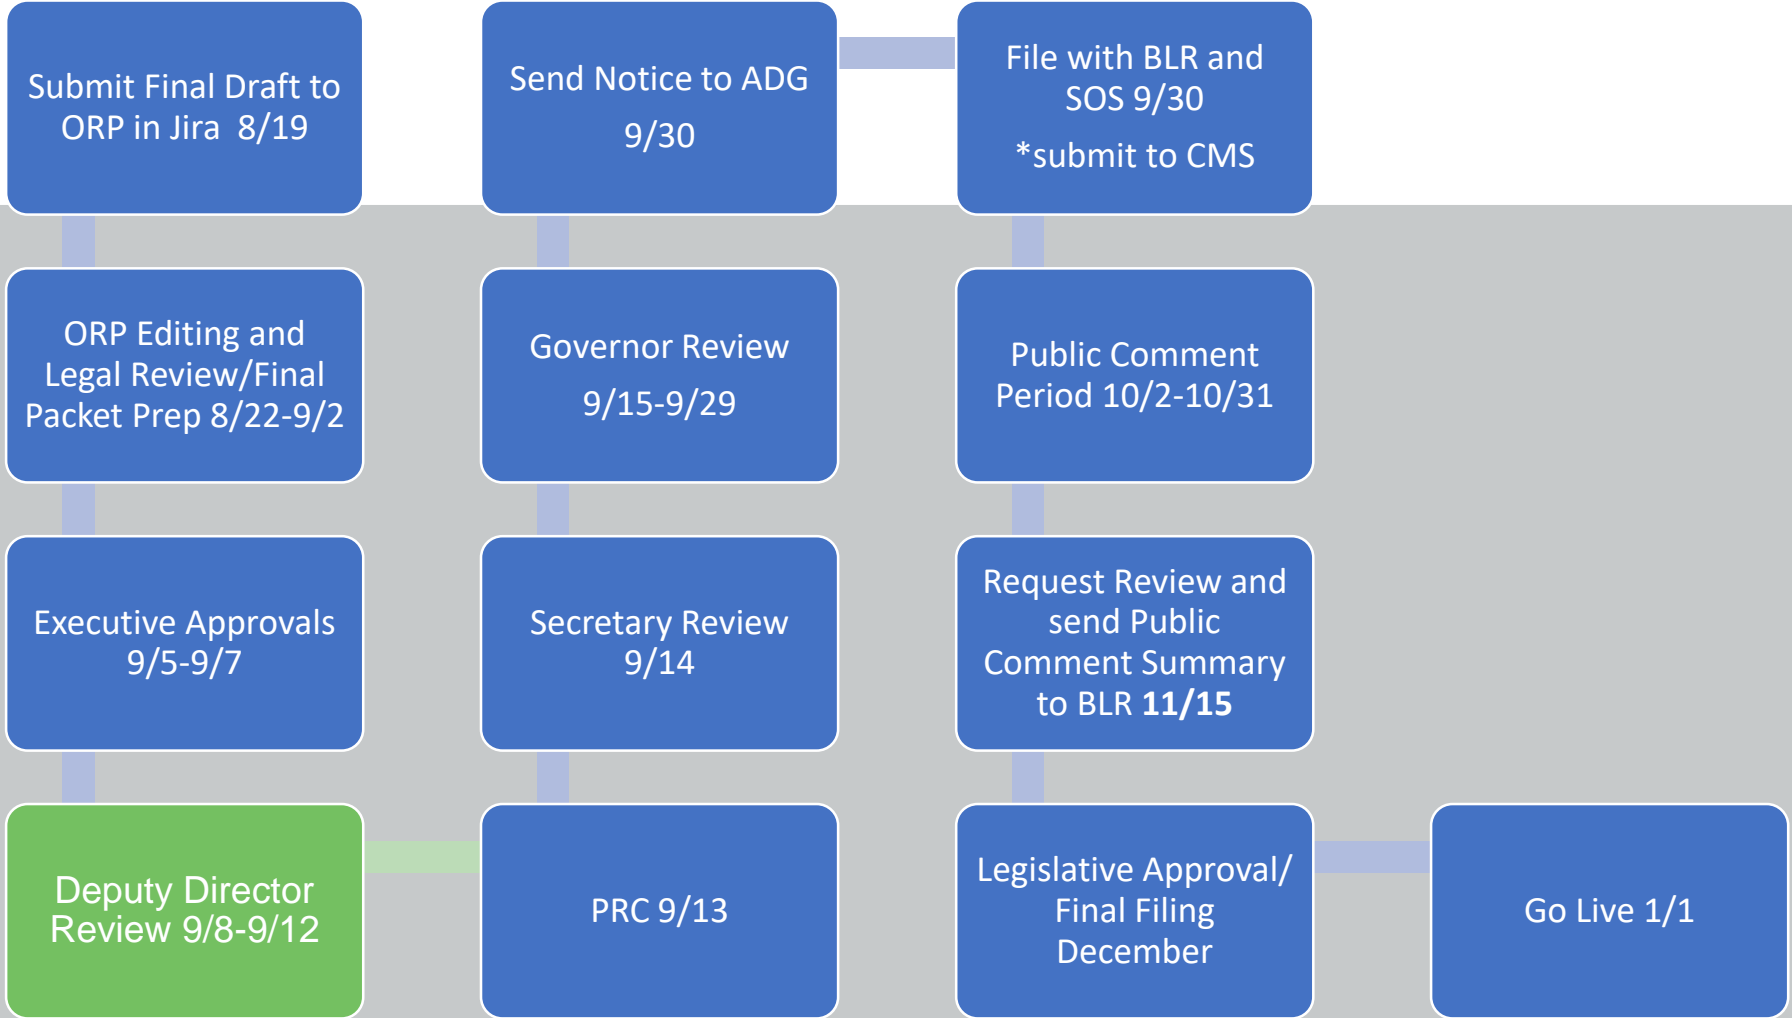 Submit Final Draft to
ORP in Jira 8/19
ORP Editing and
Legal Review/Final
Packet Prep 8/22-9/2
Executive Approvals
9/5-9/7
Deputy Director
Review 9/8-9/12
PRC 9/13
Secretary Review
9/14
Governor Review
9/15-9/29
Send Notice to ADG
9/30
File with BLR and
SOS 9/30
*submit to CMS
Public Comment
Period 10/2-10/31
Request Review and
send Public
Comment Summary
to BLR 11/15
Legislative Approval/
Final Filing
December
Go Live 1/1